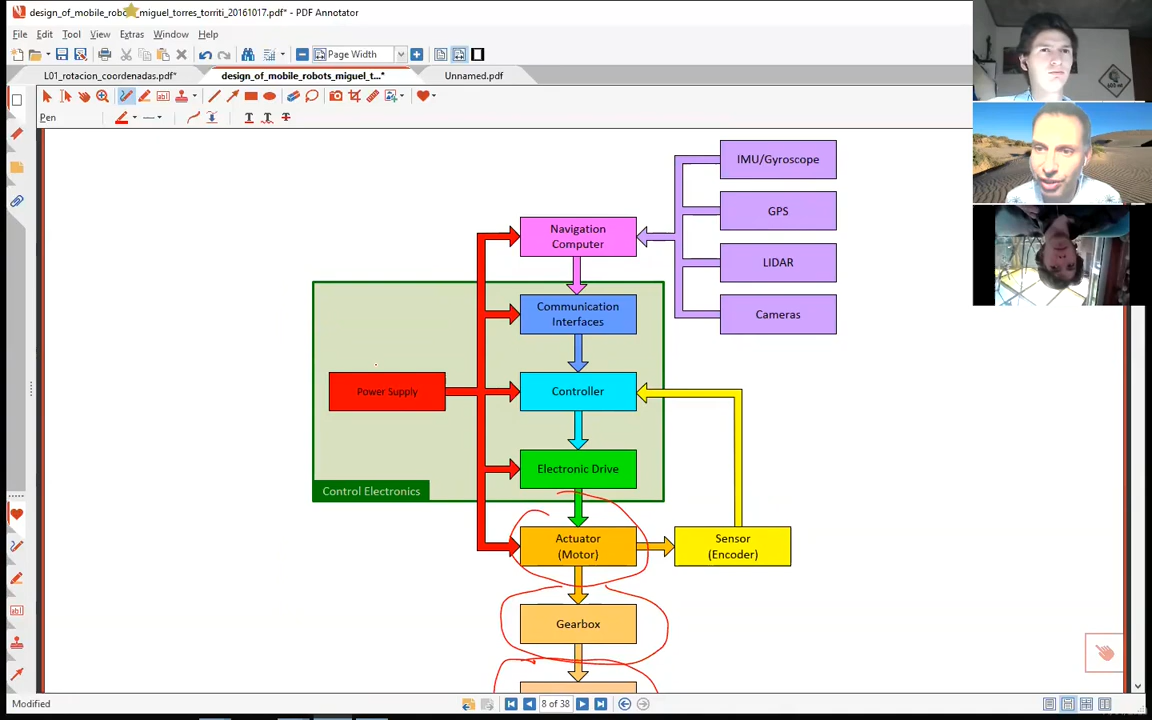 design_of_mobile_robots_miguel_torres_torriti_20161017.pdf* - PDF Annotator
File Edit Tool View Extras Window Help
Page Width
L01_rotacion_coordenadas.pdf*
design_of_mobile_robots_miguel_t...*
Unnamed.pdf
Pen
IMU/Gyroscope
GPS
LIDAR
Cameras
Navigation
Computer
Communication
Interfaces
Power Supply
Controller
Electronic Drive
Control Electronics
Actuator
(Motor)
Sensor
(Encoder)
Gearbox
Modified
8 of 38